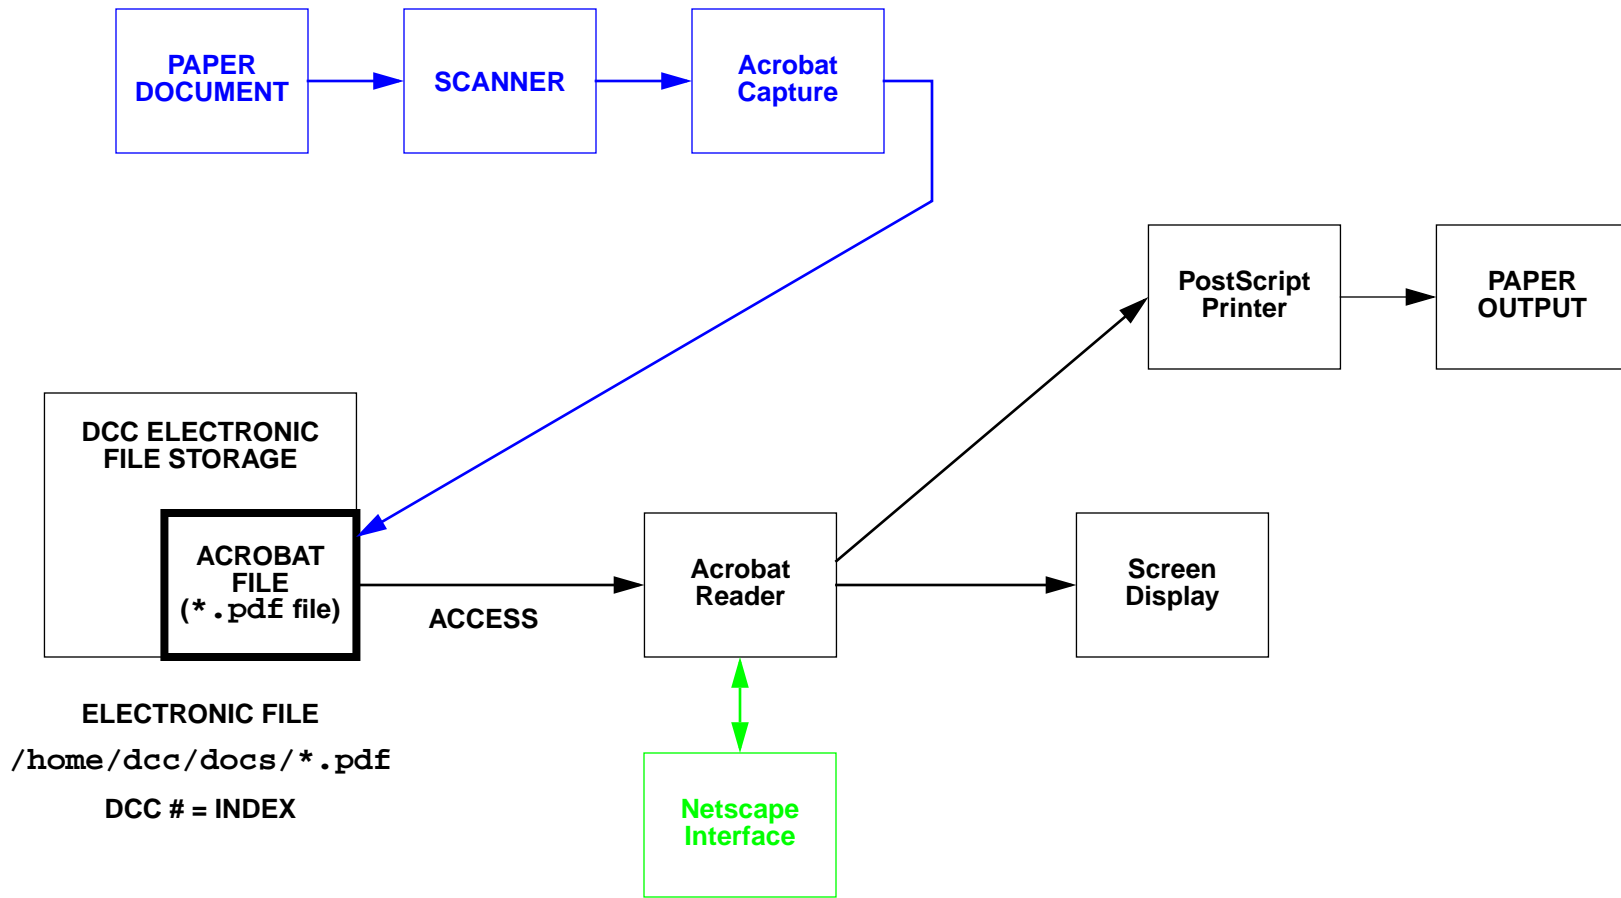 PAPER
DOCUMENT
SCANNER
Acrobat
Capture
PostScript
Printer
PAPER
OUTPUT
DCC ELECTRONIC
FILE STORAGE
ACROBAT
FILE
(*.pdf file)
ACCESS
Acrobat
Reader
Screen
Display
ELECTRONIC FILE
/home/dcc/docs/*.pdf
DCC # = INDEX
Netscape
Interface